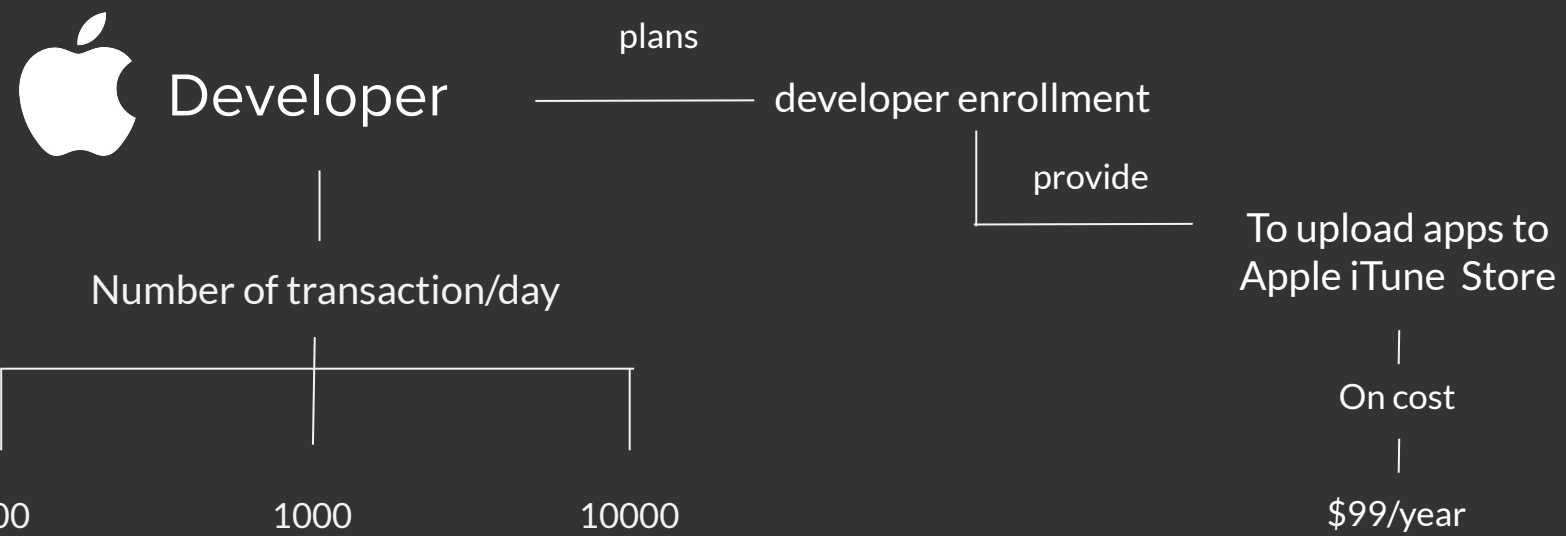 plans
Developer
developer enrollment
provide
To upload apps to
Apple iTune Store
Number of transaction/day
On cost
1000
10000
$99/year